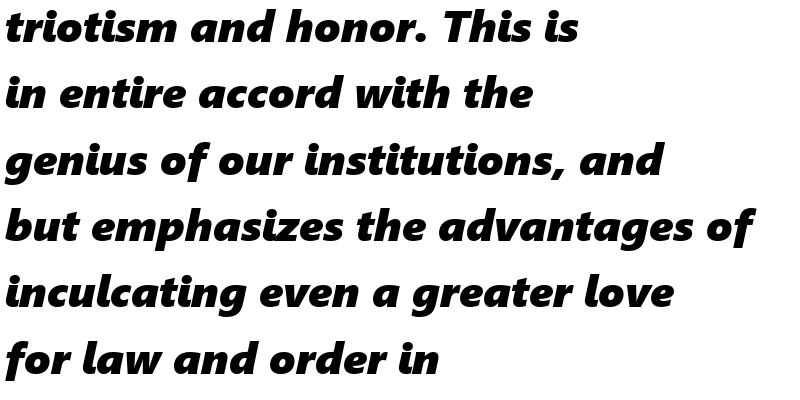 triotism and honor. This is
in entire accord with the
genius of our institutions, and
but emphasizes the advantages of
inculcating even a greater love
for law and order in